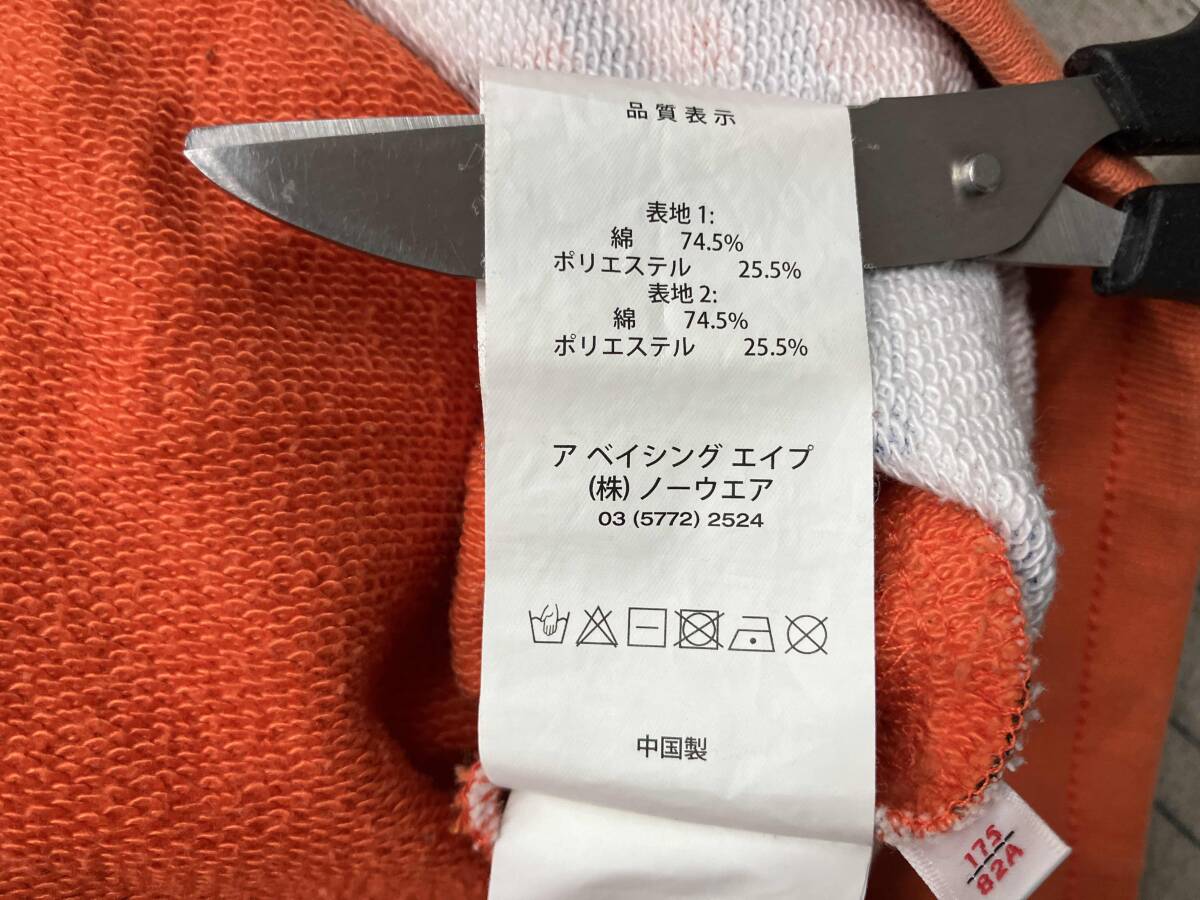 品質表示
表地 1:
綿 74.5%
ポリエステル 25.5%
表地 2:
綿 74.5%
ポリエステル 25.5%
ア ベイシング エイプ
(株) ノーウエア
03 (5772) 2524
中国製
175
82A